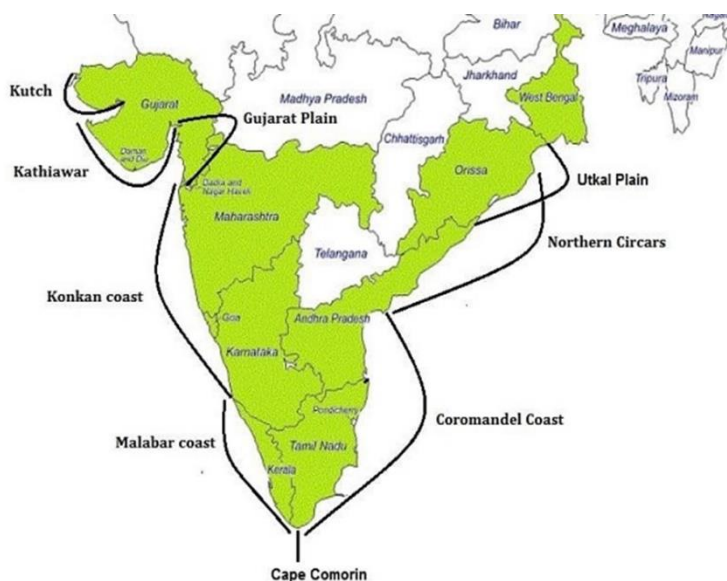 Bihar
Meghalaya
Manipur
Jharkhand
Tripura
Mizoram
West Bengal
Kutch
Gujarat
Madhya Pradesh
Gujarat Plain
Chhattisgarh
Daman
and Diu
Kathiawar
Orissa
Dadra and
Nagar Haveli
Utkal Plain
Maharashtra
Telangana
Northern Circars
Konkan coast
Goa
Andhra Pradesh
Karnataka
Pondicherry
Coromandel Coast
Malabar coast
Tamil Nadu
Kerala
Cape Comorin